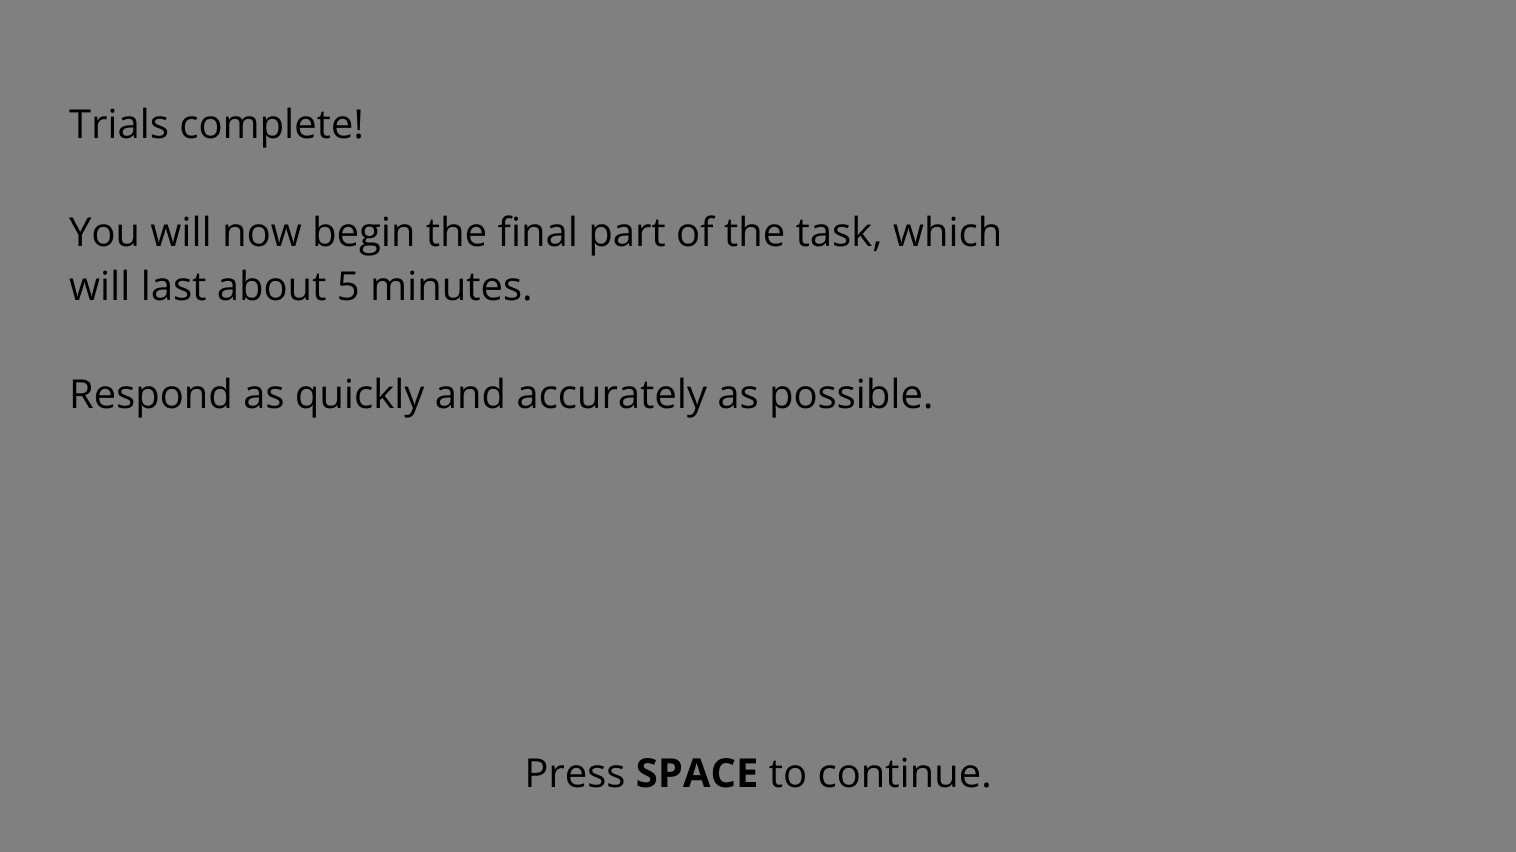 Trials complete!
You will now begin the final part of the task, which
will last about 5 minutes.
Respond as quickly and accurately as possible.
Press SPACE to continue.